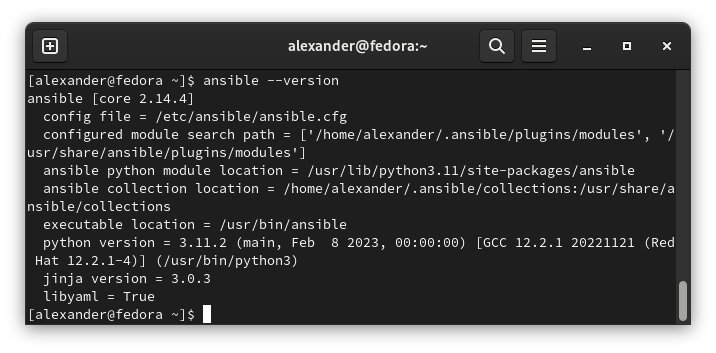 alexander@fedora:~
[alexander@fedora ~]$ ansible --version
ansible [core 2.14.4]
  config file = /etc/ansible/ansible.cfg
  configured module search path = ['/home/alexander/.ansible/plugins/modules', '/
usr/share/ansible/plugins/modules']
  ansible python module location = /usr/lib/python3.11/site-packages/ansible
  ansible collection location = /home/alexander/.ansible/collections:/usr/share/a
nsible/collections
  executable location = /usr/bin/ansible
  python version = 3.11.2 (main, Feb  8 2023, 00:00:00) [GCC 12.2.1 20221121 (Red
 Hat 12.2.1-4)] (/usr/bin/python3)
  jinja version = 3.0.3
  libyaml = True
[alexander@fedora ~]$